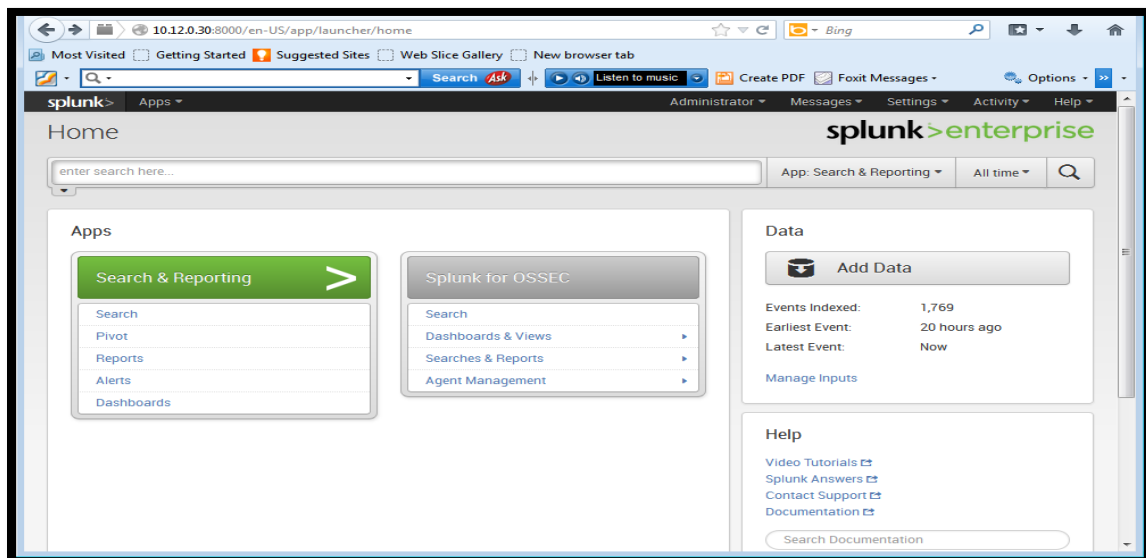 10.12.0.30:8000/en-US/app/launcher/home
Bing
Most Visited Getting Started Suggested Sites Web Slice Gallery New browser tab
Search Ask Listen to music Create PDF Foxit Messages Options »
splunk> Apps Administrator Messages Settings Activity Help
Home
splunk>enterprise
enter search here...
App: Search & Reporting All time
Apps
Search & Reporting >
Search
Pivot
Reports
Alerts
Dashboards
Splunk for OSSEC
Search
Dashboards & Views
Searches & Reports
Agent Management
Data
Add Data
Events Indexed: 1,769
Earliest Event: 20 hours ago
Latest Event: Now
Manage Inputs
Help
Video Tutorials
Splunk Answers
Contact Support
Documentation
Search Documentation